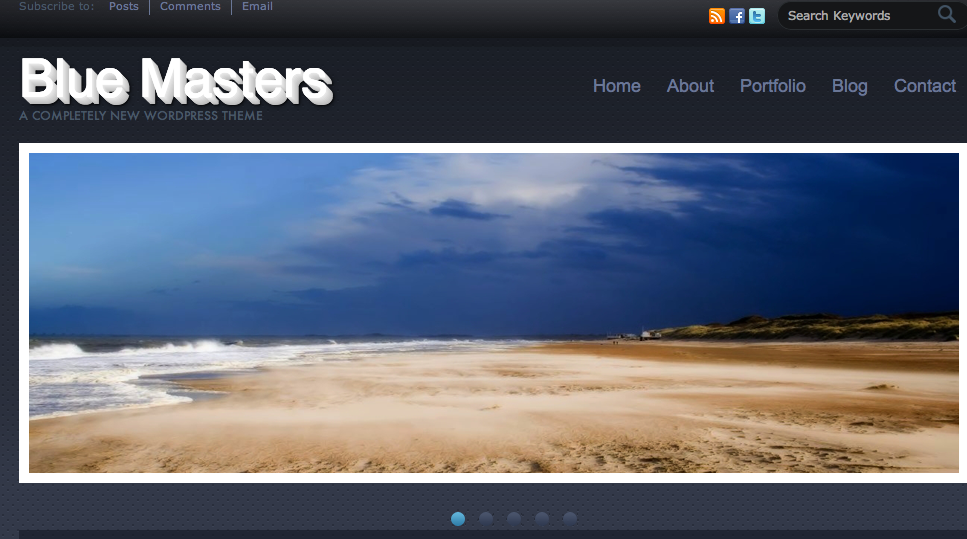 Subscribe to: Posts Comments Email
Search Keywords
Blue Masters
A COMPLETELY NEW WORDPRESS THEME
Home About Portfolio Blog Contact